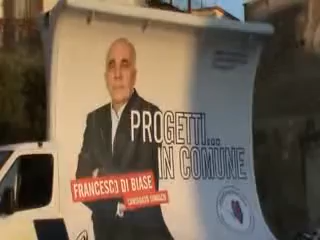 PROGETTI...
IN COMUNE
FRANCESCO DI BIASE
CANDIDATO SINDACO